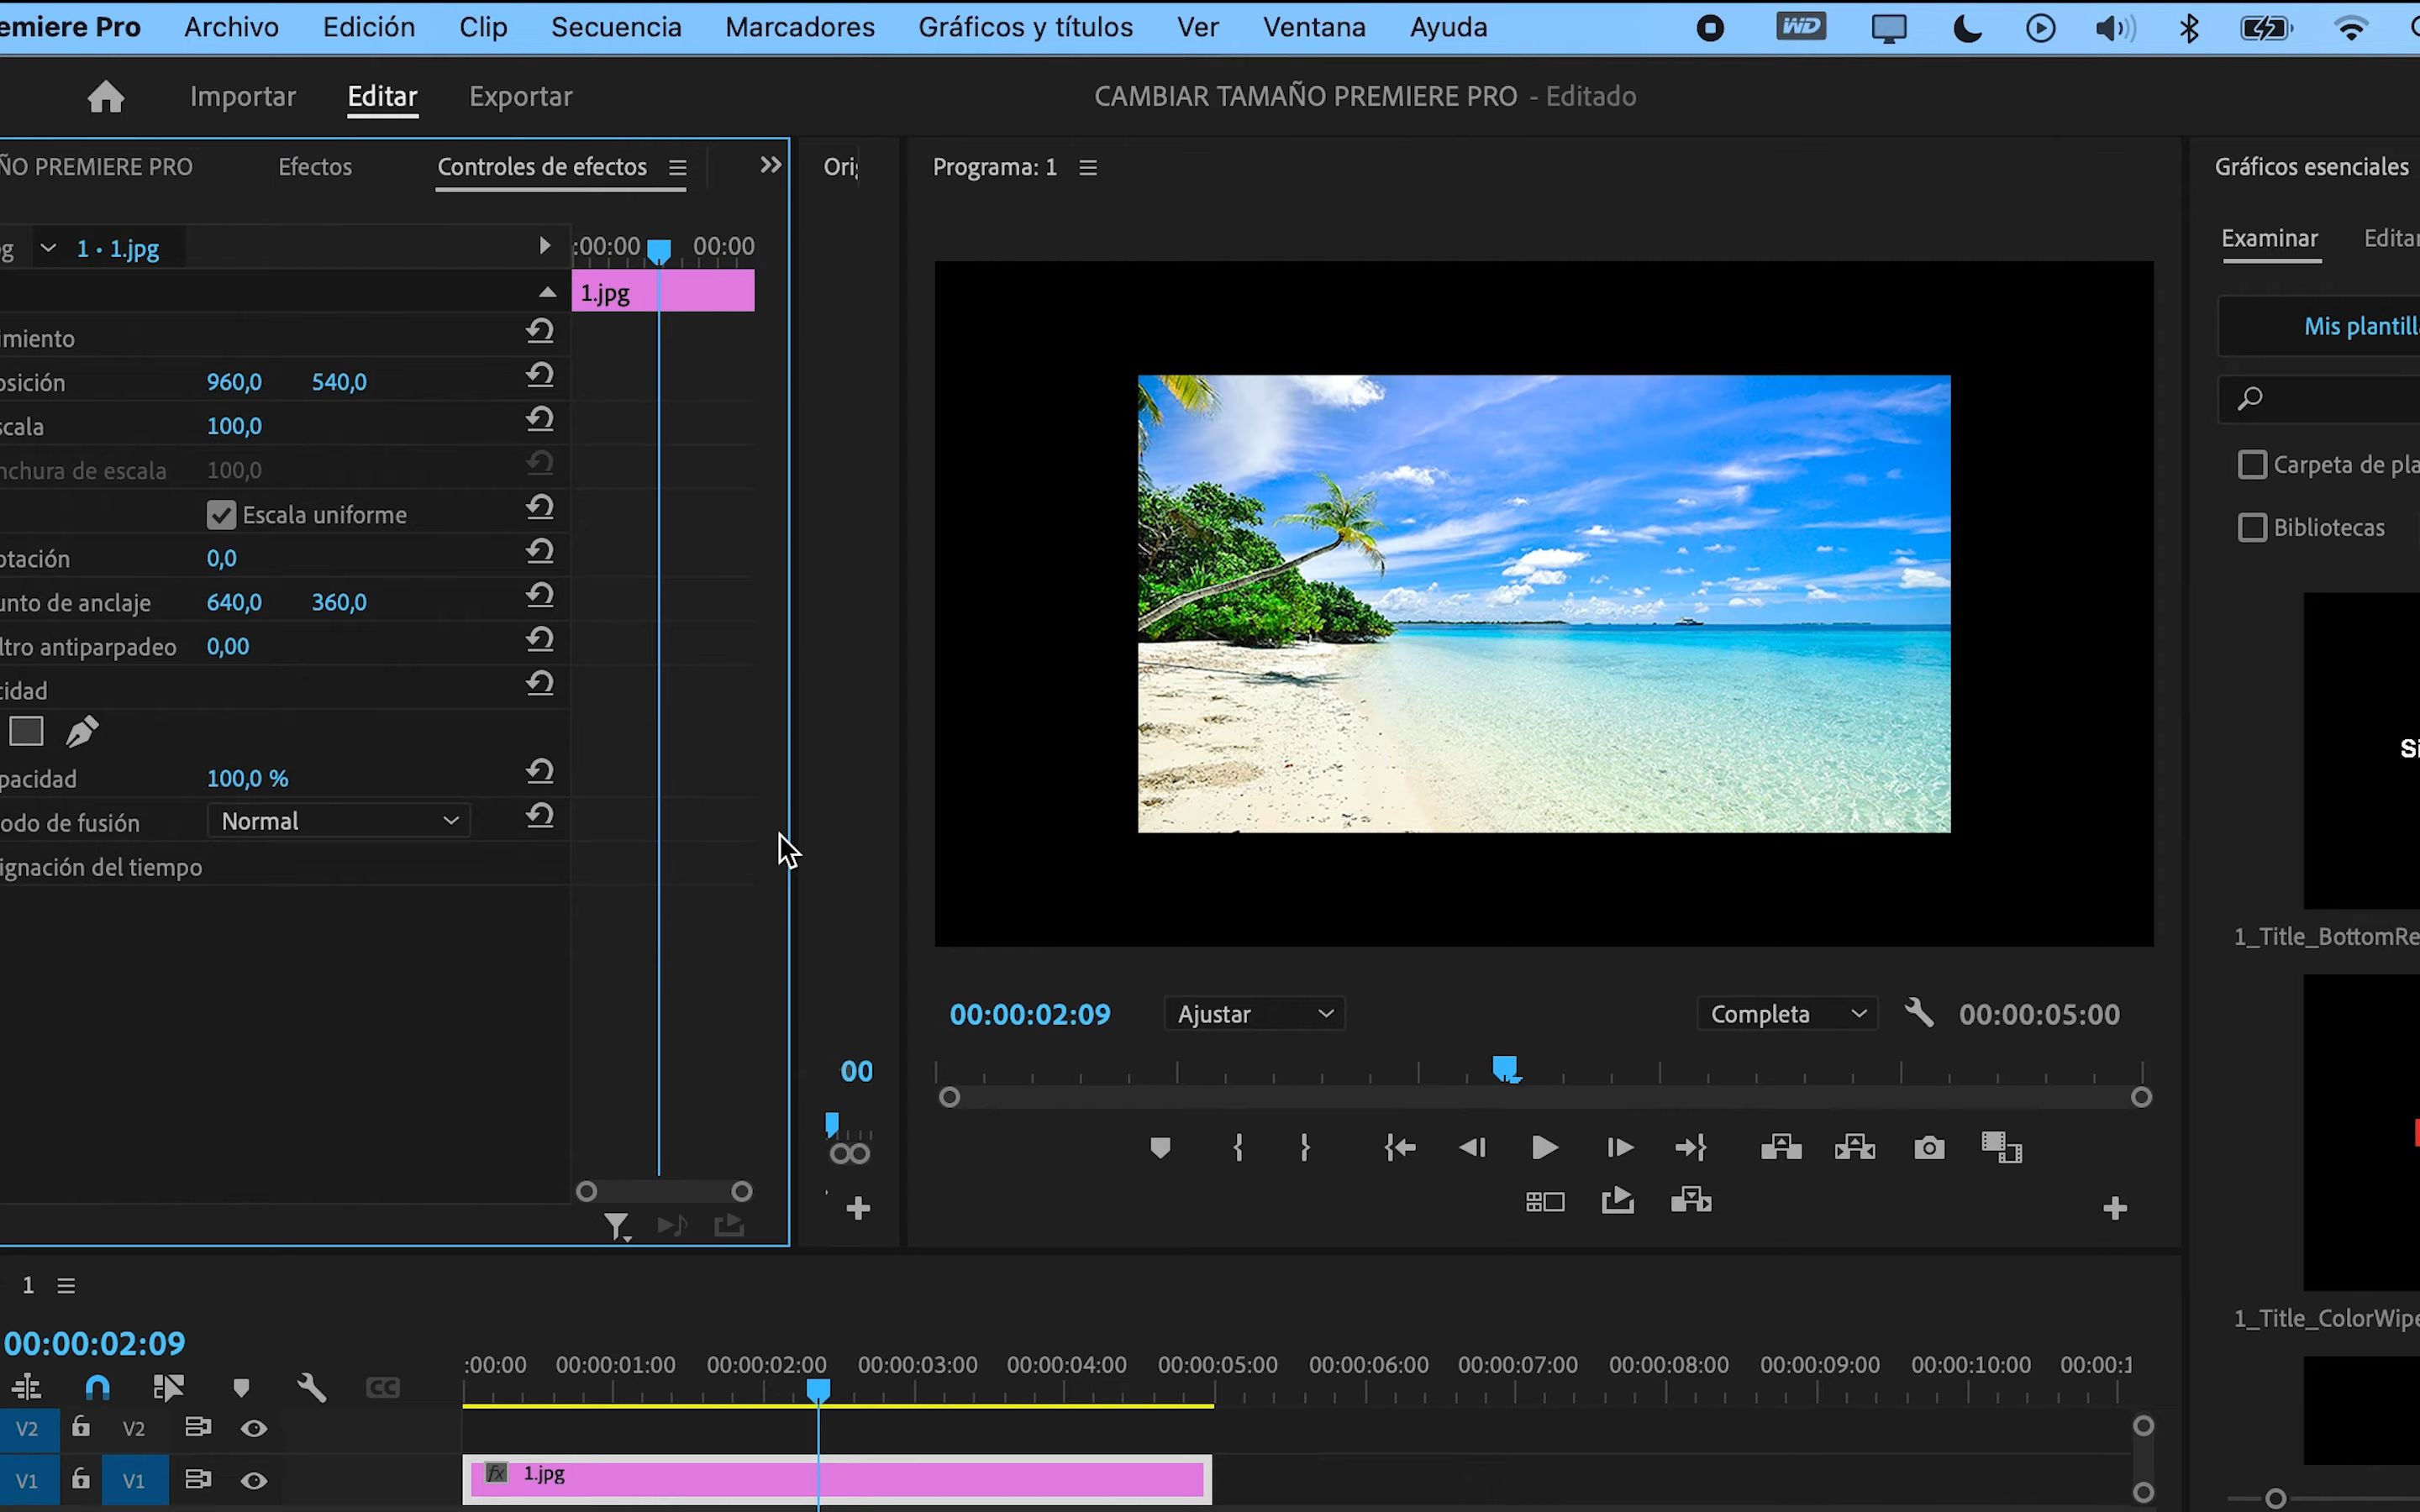 emiere Pro Archivo Edición Clip Secuencia Marcadores Gráficos y títulos Ver Ventana Ayuda WD
Importar Editar Exportar CAMBIAR TAMAÑO PREMIERE PRO - Editado
ÑO PREMIERE PRO Efectos Controles de efectos Programa: 1 Gráficos esenciales
Examinar Edita
g 1 • 1.jpg :00:00 00:00
1.jpg
Mis plantill
imiento
osición 960,0 540,0
scala 100,0
nchura de escala 100,0
Escala uniforme
otación 0,0
unto de anclaje 640,0 360,0
ltro antiparpadeo 0,00
cidad
pacidad 100,0 %
odo de fusión Normal
ignación del tiempo
Carpeta de pla
Bibliotecas
Si
1_Title_BottomRe
00:00:02:09 Ajustar Completa 00:00:05:00
00
1
1_Title_ColorWipe
00:00:02:09
:00:00 00:00:01:00 00:00:02:00 00:00:03:00 00:00:04:00 00:00:05:00 00:00:06:00 00:00:07:00 00:00:08:00 00:00:09:00 00:00:10:00 00:00:1
CC
V2 V2
V1 V1 fx 1.jpg